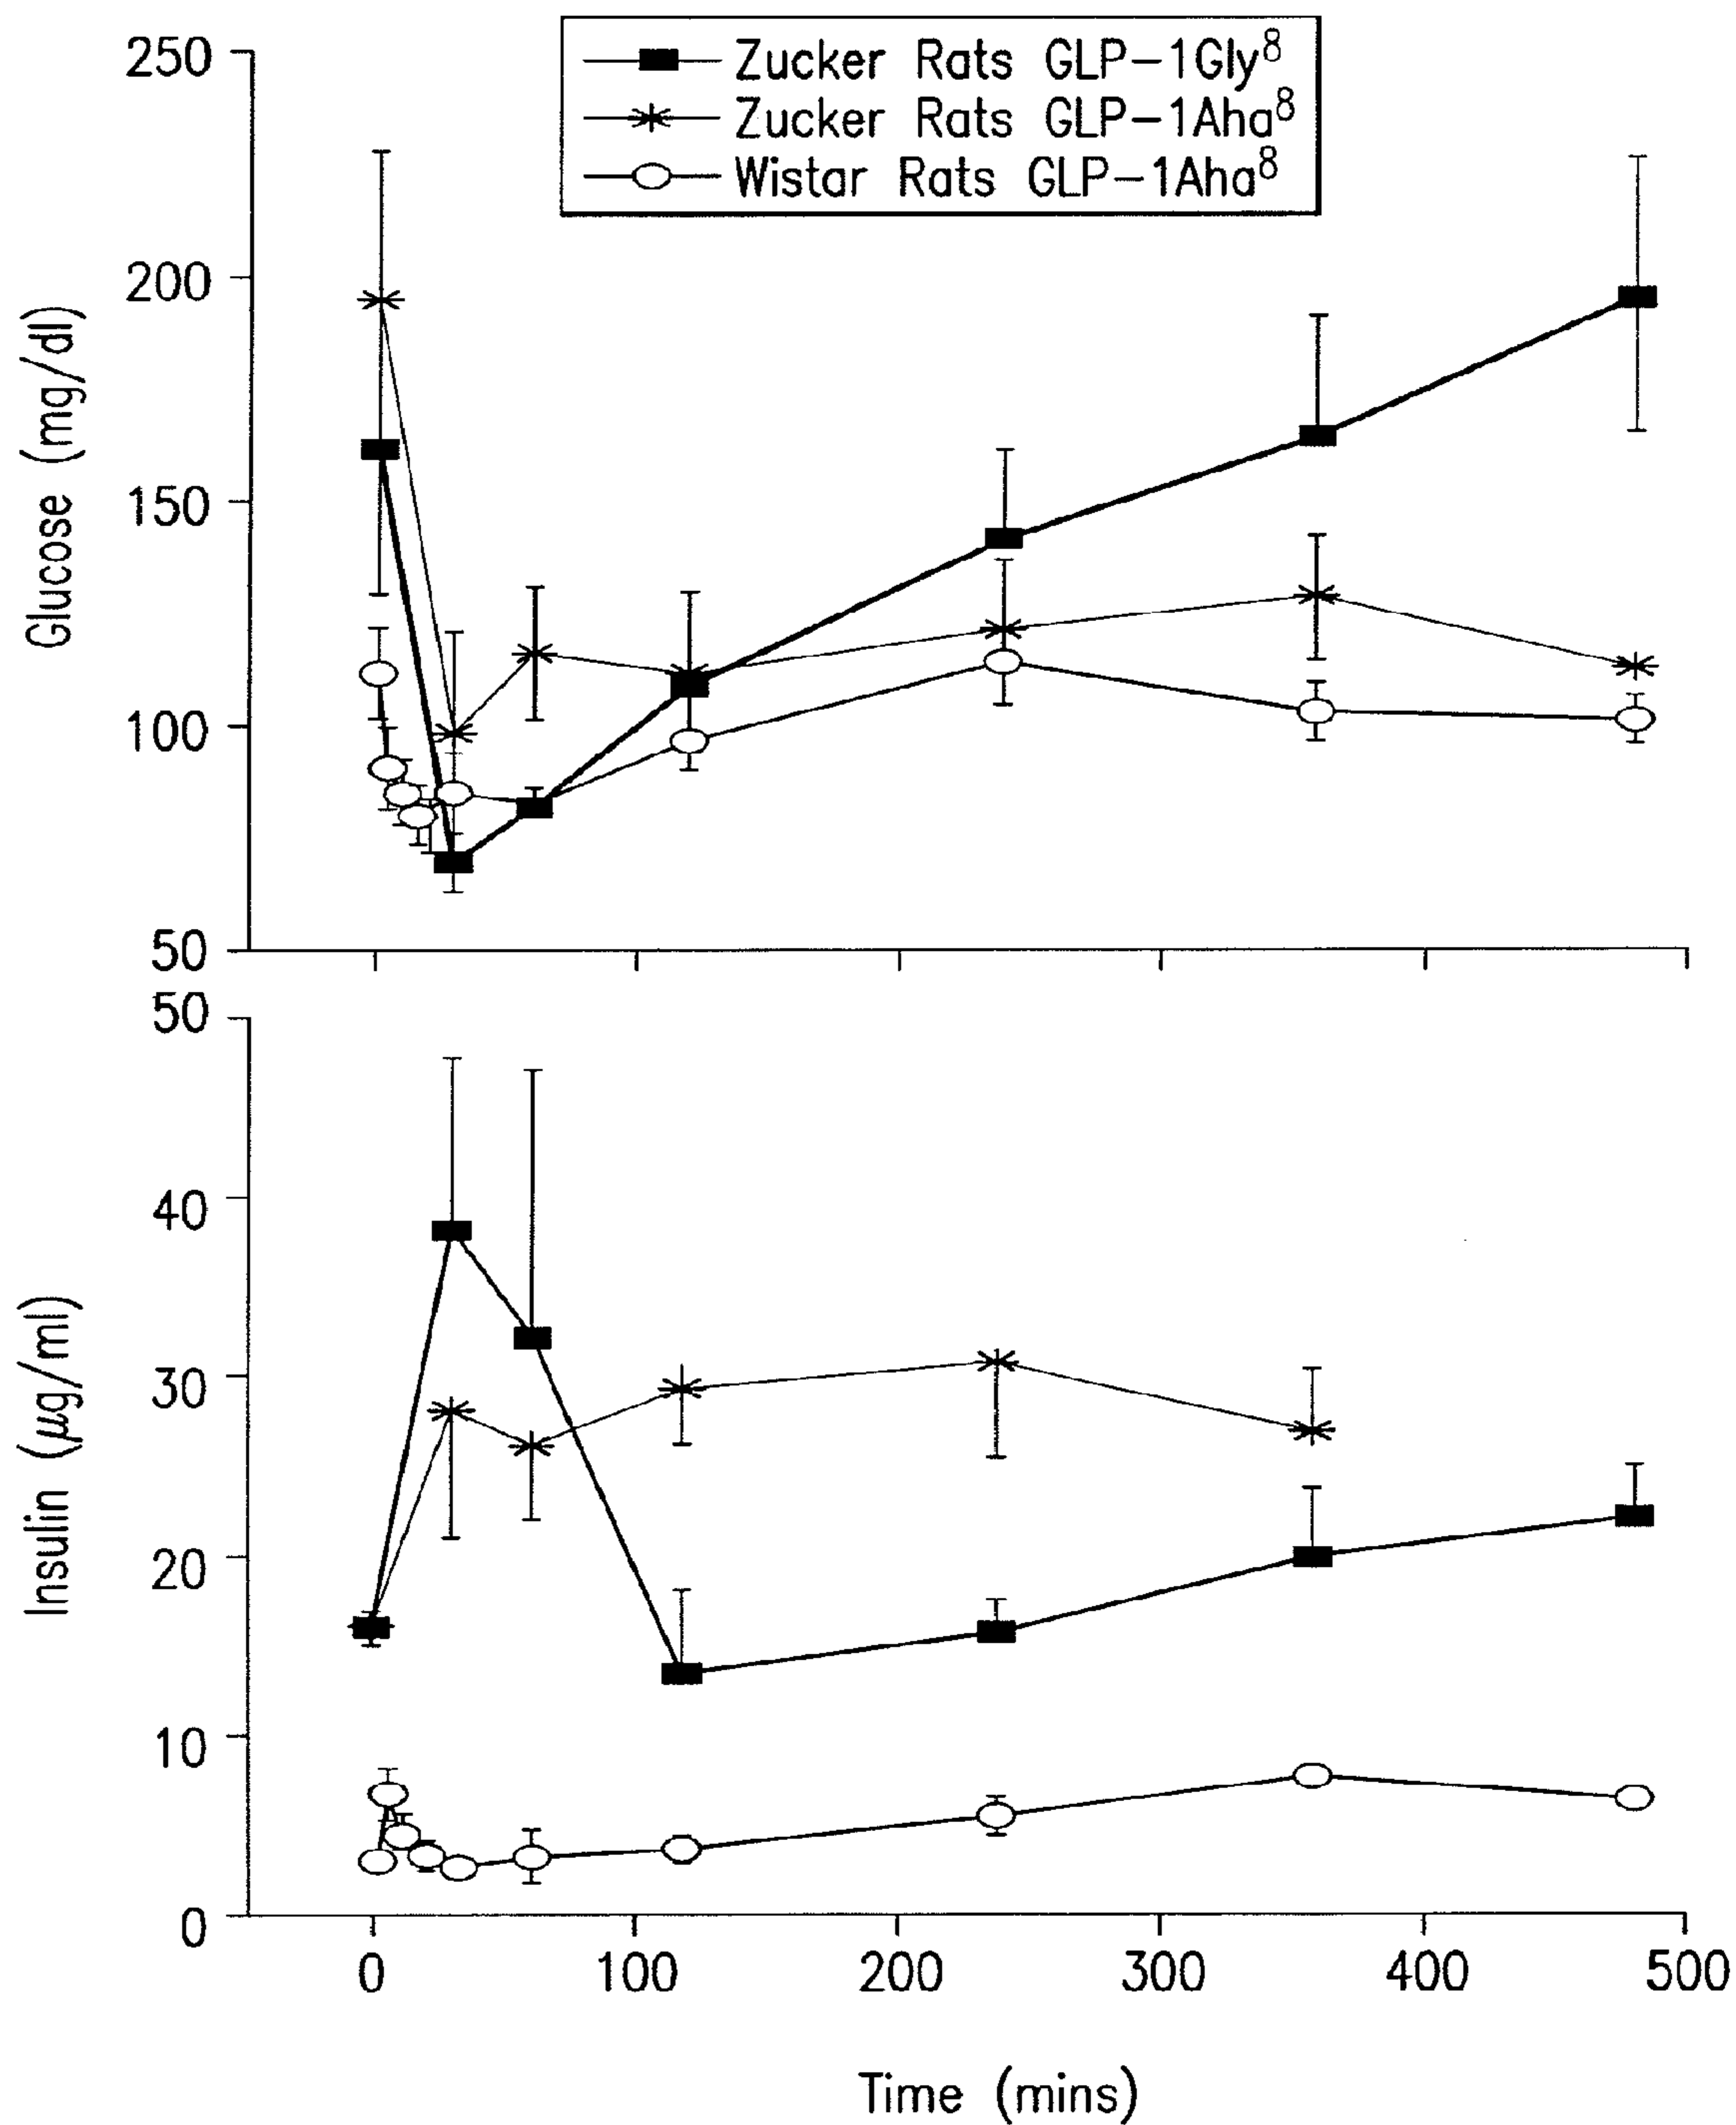 Zucker Rats GLP-1Gly⁸
Zucker Rats GLP-1Aha⁸
Wistar Rats GLP-1Aha⁸
250
200
150
100
50
Glucose (mg/dl)
50
40
30
20
10
0
Insulin (µg/ml)
0 100 200 300 400 500
Time (mins)